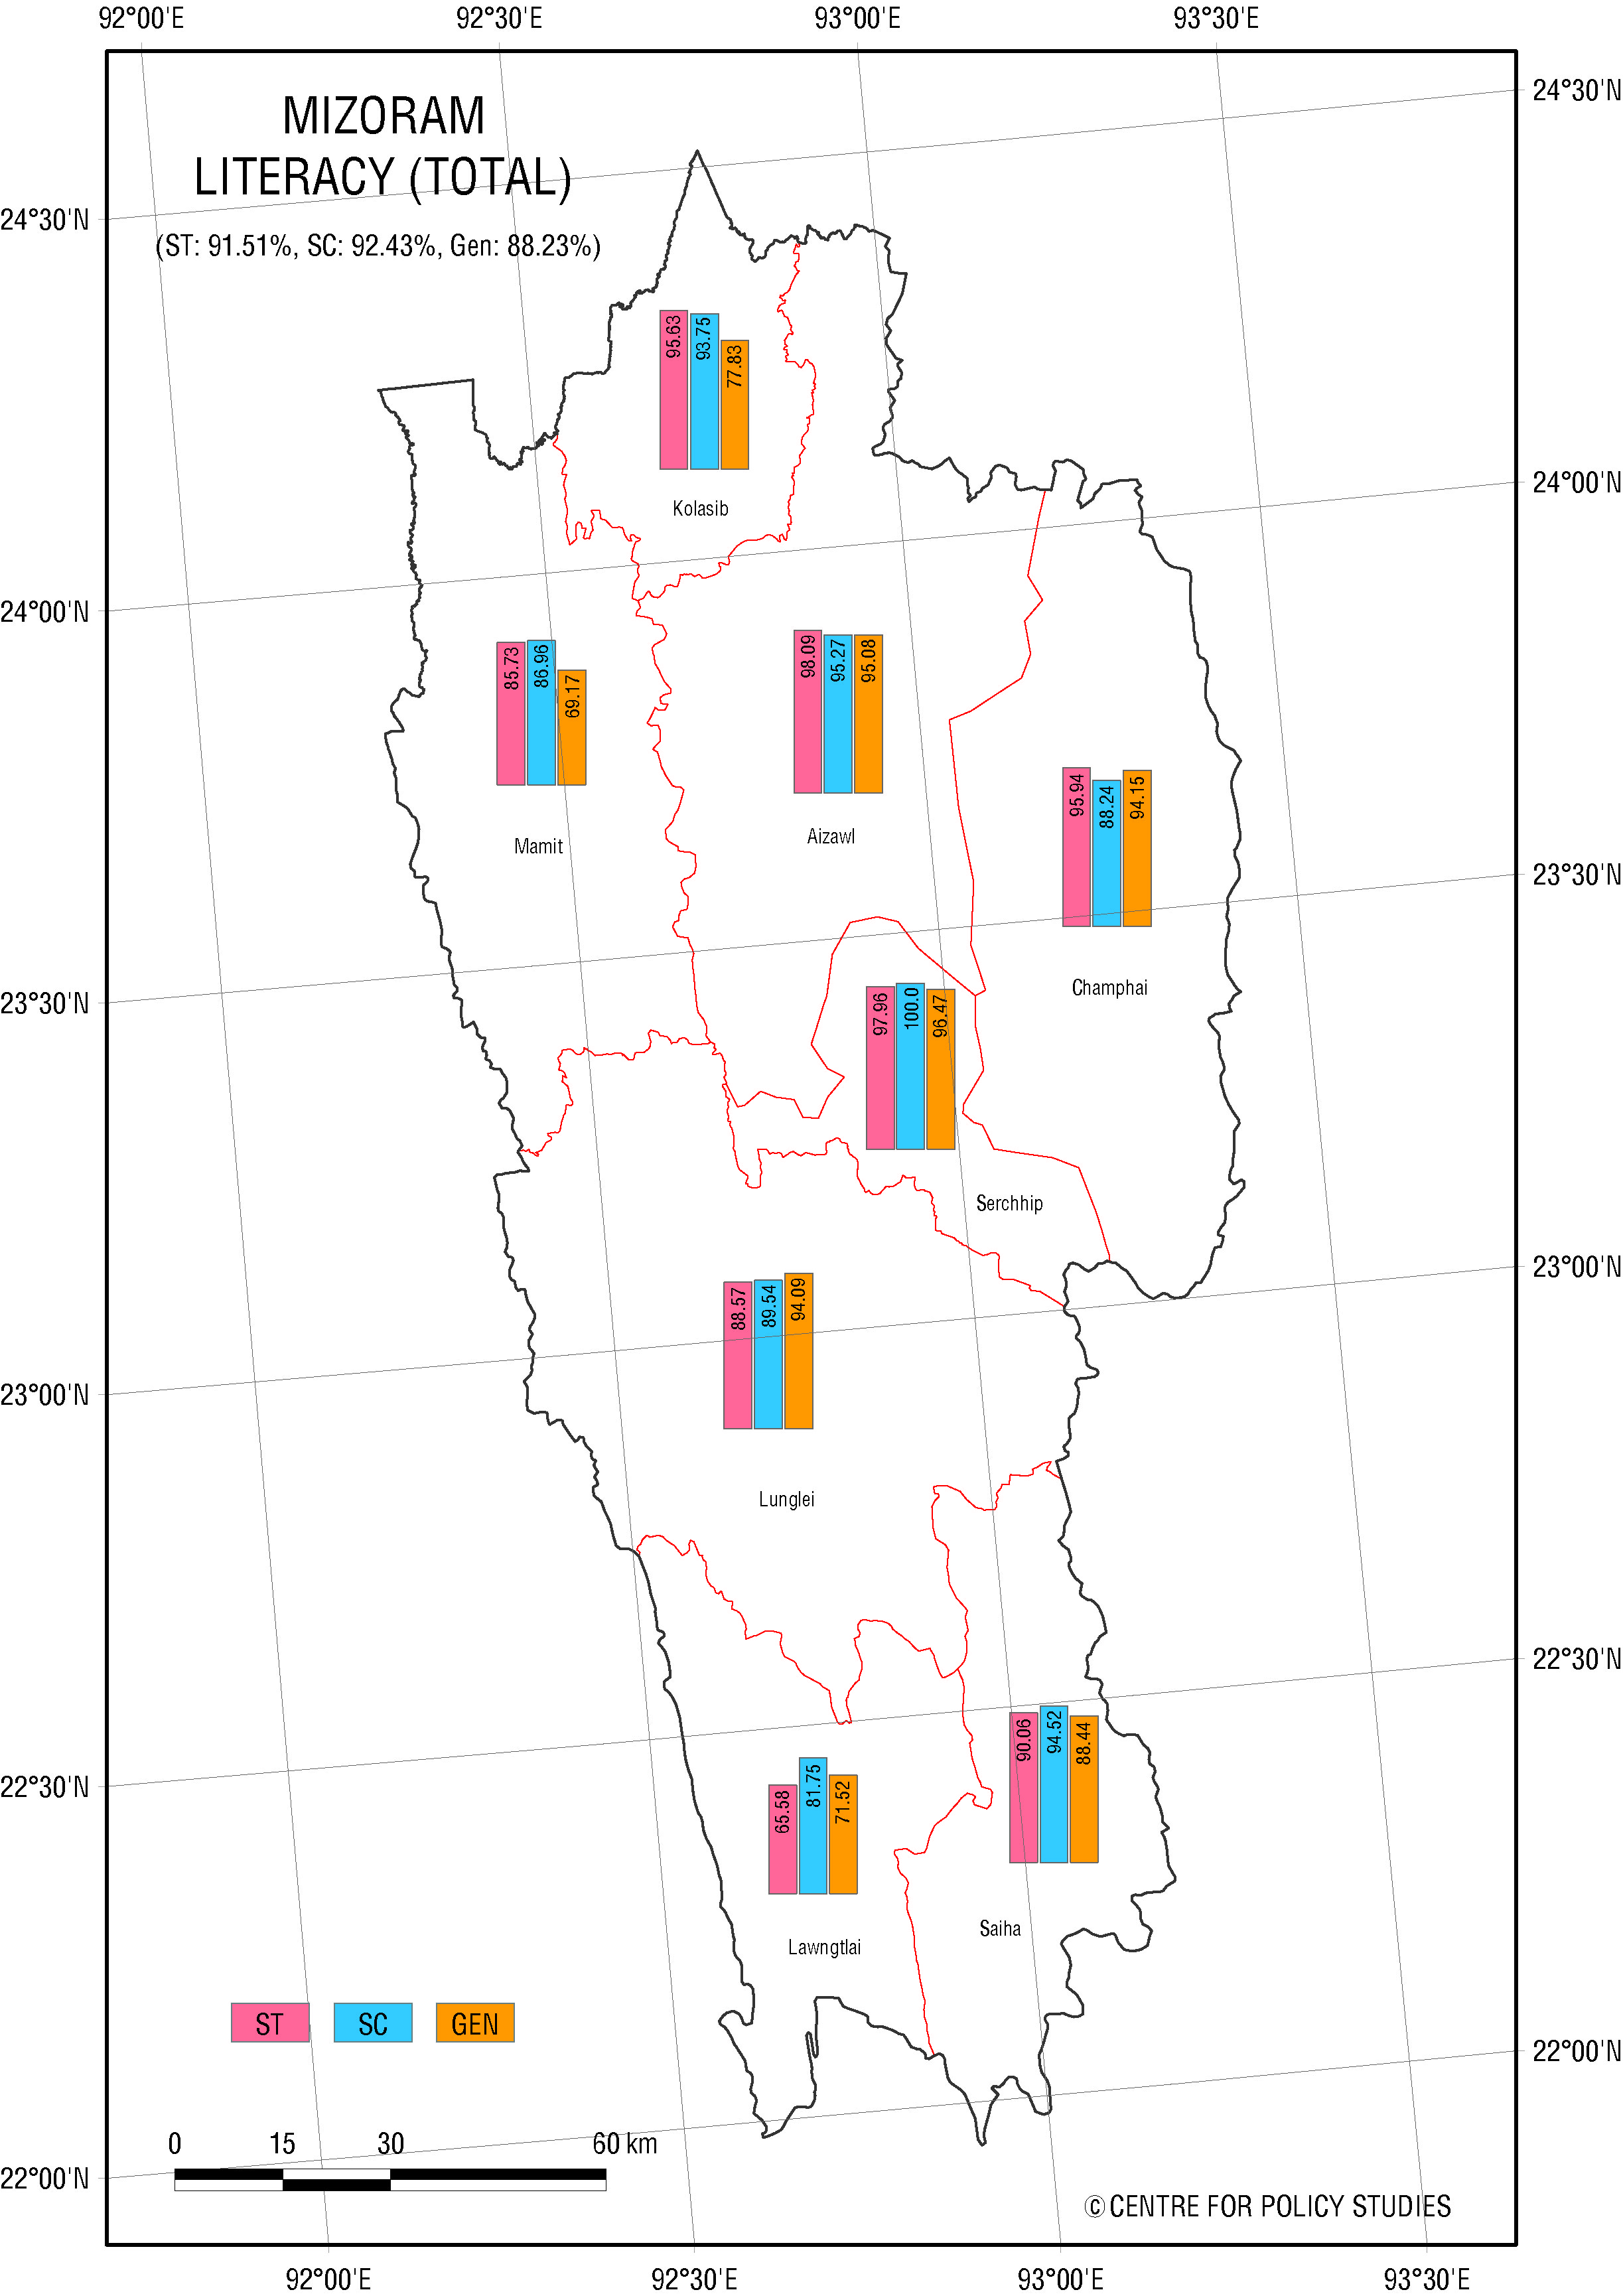 92°00'E 92°30'E 93°00'E 93°30'E
MIZORAM
LITERACY (TOTAL)
(ST: 91.51%, SC: 92.43%, Gen: 88.23%)
24°30'N
24°30'N
95.63 93.75 77.83
Kolasib
24°00'N
24°00'N
85.73 86.96 69.17
Mamit
98.09 95.27 95.08
Aizawl
95.94 88.24 94.15
Champhai
23°30'N
23°30'N
97.96 100.0 96.47
Serchhip
23°00'N
23°00'N
88.57 89.54 94.09
Lunglei
22°30'N
22°30'N
90.06 94.52 88.44
Saiha
65.58 81.75 71.52
Lawngtlai
ST SC GEN
22°00'N
22°00'N
0 15 30 60 km
© CENTRE FOR POLICY STUDIES
92°00'E 92°30'E 93°00'E 93°30'E